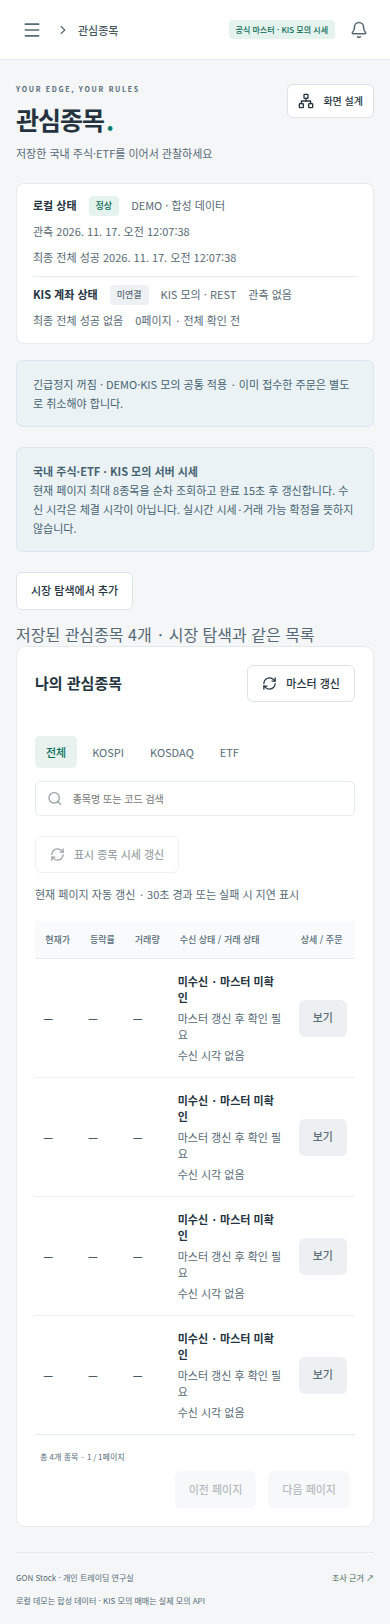 관심종목
공식 마스터 · KIS 모의 시세
YOUR EDGE, YOUR RULES
관심종목.
화면 설계
저장한 국내 주식·ETF를 이어서 관찰하세요
로컬 상태 정상 DEMO · 합성 데이터
관측 2026. 11. 17. 오전 12:07:38
최종 전체 성공 2026. 11. 17. 오전 12:07:38
KIS 계좌 상태 미연결 KIS 모의 · REST 관측 없음
최종 전체 성공 없음 0페이지 · 전체 확인 전
긴급정지 꺼짐 · DEMO·KIS 모의 공통 적용 · 이미 접수한 주문은 별도
로 취소해야 합니다.
국내 주식·ETF · KIS 모의 서버 시세
현재 페이지 최대 8종목을 순차 조회하고 완료 15초 후 갱신합니다. 수
신 시각은 체결 시각이 아닙니다. 실시간 시세·거래 가능 확정을 뜻하지
않습니다.
시장 탐색에서 추가
저장된 관심종목 4개 · 시장 탐색과 같은 목록
나의 관심종목
마스터 갱신
전체 KOSPI KOSDAQ ETF
종목명 또는 코드 검색
표시 종목 시세 갱신
현재 페이지 자동 갱신 · 30초 경과 또는 실패 시 지연 표시
현재가 등락률 거래량 수신 상태 / 거래 상태 상세 / 주문
미수신 · 마스터 미확
인
— — — 마스터 갱신 후 확인 필 보기
요
수신 시각 없음
미수신 · 마스터 미확
인
— — — 마스터 갱신 후 확인 필 보기
요
수신 시각 없음
미수신 · 마스터 미확
인
— — — 마스터 갱신 후 확인 필 보기
요
수신 시각 없음
미수신 · 마스터 미확
인
— — — 마스터 갱신 후 확인 필 보기
요
수신 시각 없음
총 4개 종목 · 1 / 1페이지
이전 페이지 다음 페이지
GON Stock · 개인 트레이딩 연구실
조사 근거 ↗
로컬 데모는 합성 데이터 · KIS 모의 매매는 실제 모의 API